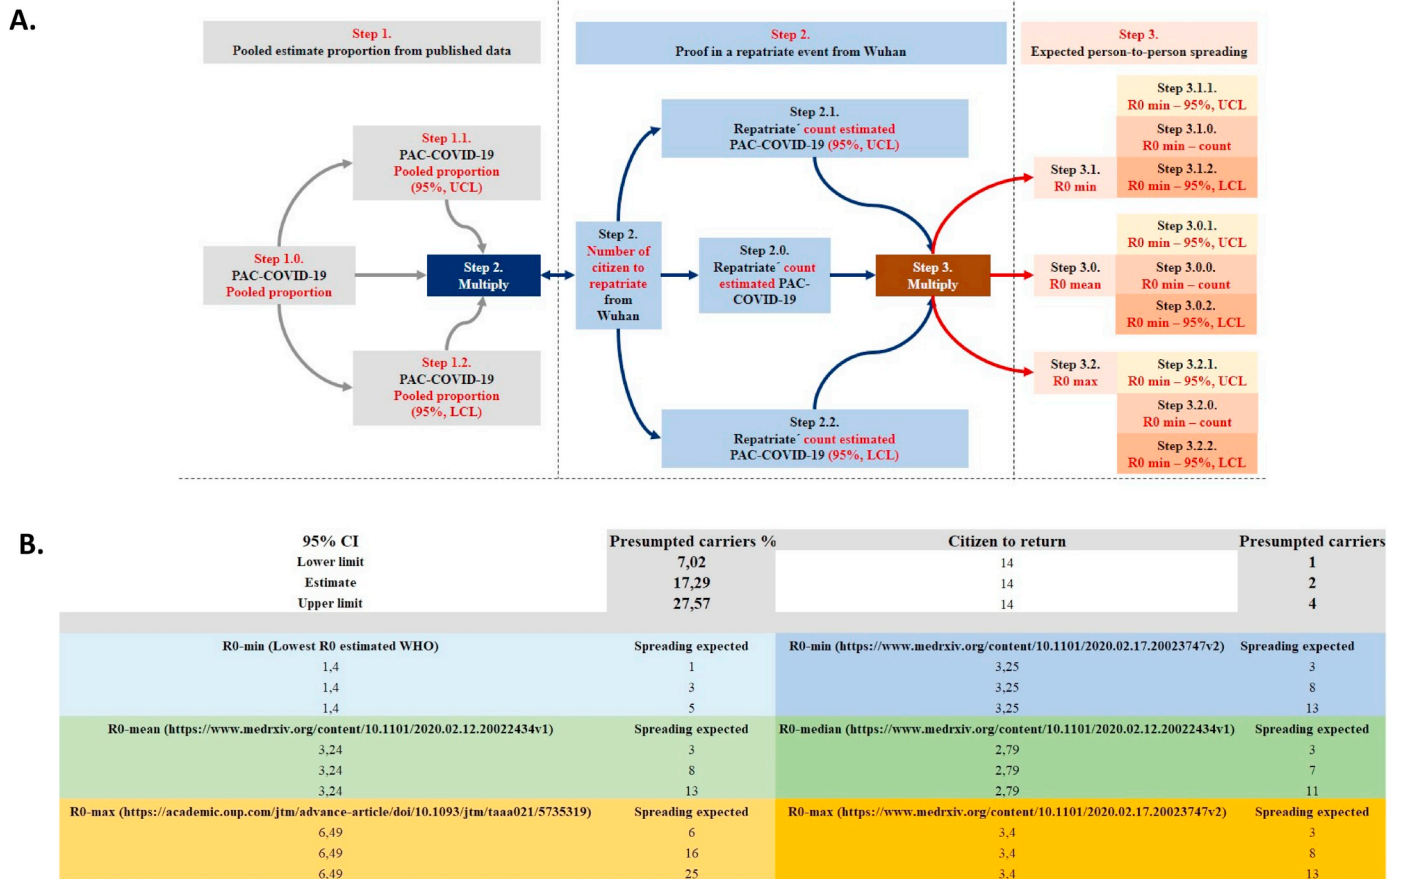 A.
Step 1.
Pooled estimate proportion from published data
Step 2.
Proof in a repatriate event from Wuhan
Step 3.
Expected person-to-person spreading
Step 1.1.
PAC-COVID-19
Pooled proportion
(95%, UCL)
Step 1.0.
PAC-COVID-19
Pooled proportion
Step 1.2.
PAC-COVID-19
Pooled proportion
(95%, LCL)
Step 2.
Multiply
Step 2.
Number of
citizen to
repatriate
from
Wuhan
Step 2.1.
Repatriate´ count estimated
PAC-COVID-19 (95%, UCL)
Step 2.0.
Repatriate´ count
estimated PAC-
COVID-19
Step 2.2.
Repatriate´ count estimated
PAC-COVID-19 (95%, LCL)
Step 3.
Multiply
Step 3.1.
R0 min
Step 3.1.1.
R0 min – 95%, UCL
Step 3.1.0.
R0 min – count
Step 3.1.2.
R0 min – 95%, LCL
Step 3.0.
R0 mean
Step 3.0.1.
R0 min – 95%, UCL
Step 3.0.0.
R0 min – count
Step 3.0.2.
R0 min – 95%, LCL
Step 3.2.
R0 max
Step 3.2.1.
R0 min – 95%, UCL
Step 3.2.0.
R0 min – count
Step 3.2.2.
R0 min – 95%, LCL
B.
95% CI Presumpted carriers % Citizen to return Presumpted carriers
Lower limit 7,02 14 1
Estimate 17,29 14 2
Upper limit 27,57 14 4
R0-min (Lowest R0 estimated WHO) Spreading expected R0-min (https://www.medrxiv.org/content/10.1101/2020.02.17.20023747v2) Spreading expected
1,4 1 3,25 3
1,4 3 3,25 8
1,4 5 3,25 13
R0-mean (https://www.medrxiv.org/content/10.1101/2020.02.12.20022434v1) Spreading expected R0-median (https://www.medrxiv.org/content/10.1101/2020.02.12.20022434v1) Spreading expected
3,24 3 2,79 3
3,24 8 2,79 7
3,24 13 2,79 11
R0-max (https://academic.oup.com/jtm/advance-article/doi/10.1093/jtm/taaa021/5735319) Spreading expected R0-max (https://www.medrxiv.org/content/10.1101/2020.02.17.20023747v2) Spreading expected
6,49 6 3,4 3
6,49 16 3,4 8
6,49 25 3,4 13